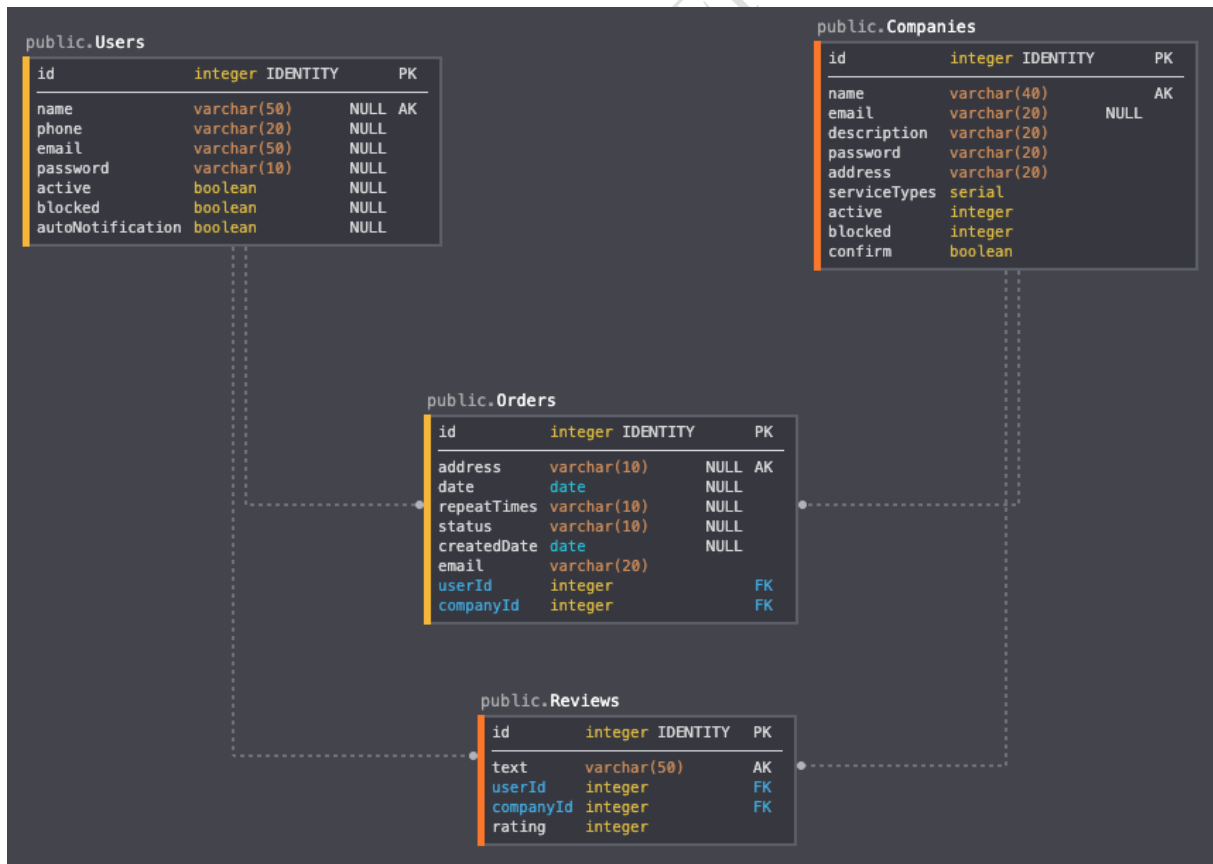 public.Users
id integer IDENTITY PK
name varchar(50) NULL AK
phone varchar(20) NULL
email varchar(50) NULL
password varchar(10) NULL
active boolean NULL
blocked boolean NULL
autoNotification boolean NULL
public.Companies
id integer IDENTITY PK
name varchar(40) AK
email varchar(20) NULL
description varchar(20)
password varchar(20)
address varchar(20)
serviceTypes serial
active integer
blocked integer
confirm boolean
public.Orders
id integer IDENTITY PK
address varchar(10) NULL AK
date date NULL
repeatTimes varchar(10) NULL
status varchar(10) NULL
createdDate date NULL
email varchar(20)
userId integer FK
companyId integer FK
public.Reviews
id integer IDENTITY PK
text varchar(50) AK
userId integer FK
companyId integer FK
rating integer